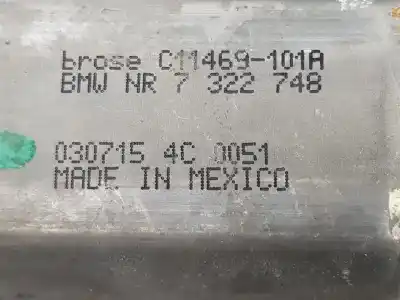 brose C11469-101A
BMW NR 7 322 748
030715 4C 0051
MADE IN MEXICO